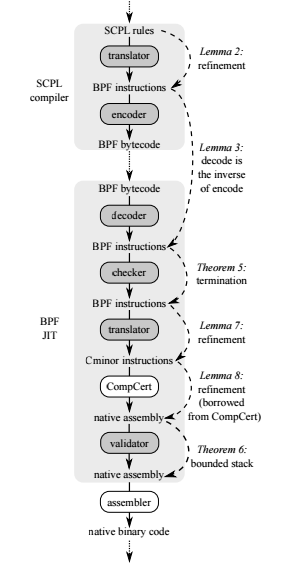 SCPL rules
translator
Lemma 2:
refinement
SCPL
compiler
BPF instructions
encoder
BPF bytecode
Lemma 3:
decode is
the inverse
of encode
BPF bytecode
decoder
BPF instructions
checker
Theorem 5:
termination
BPF instructions
BPF
JIT
translator
Lemma 7:
refinement
Cminor instructions
CompCert
Lemma 8:
refinement
(borrowed
from CompCert)
native assembly
validator
Theorem 6:
bounded stack
native assembly
assembler
native binary code